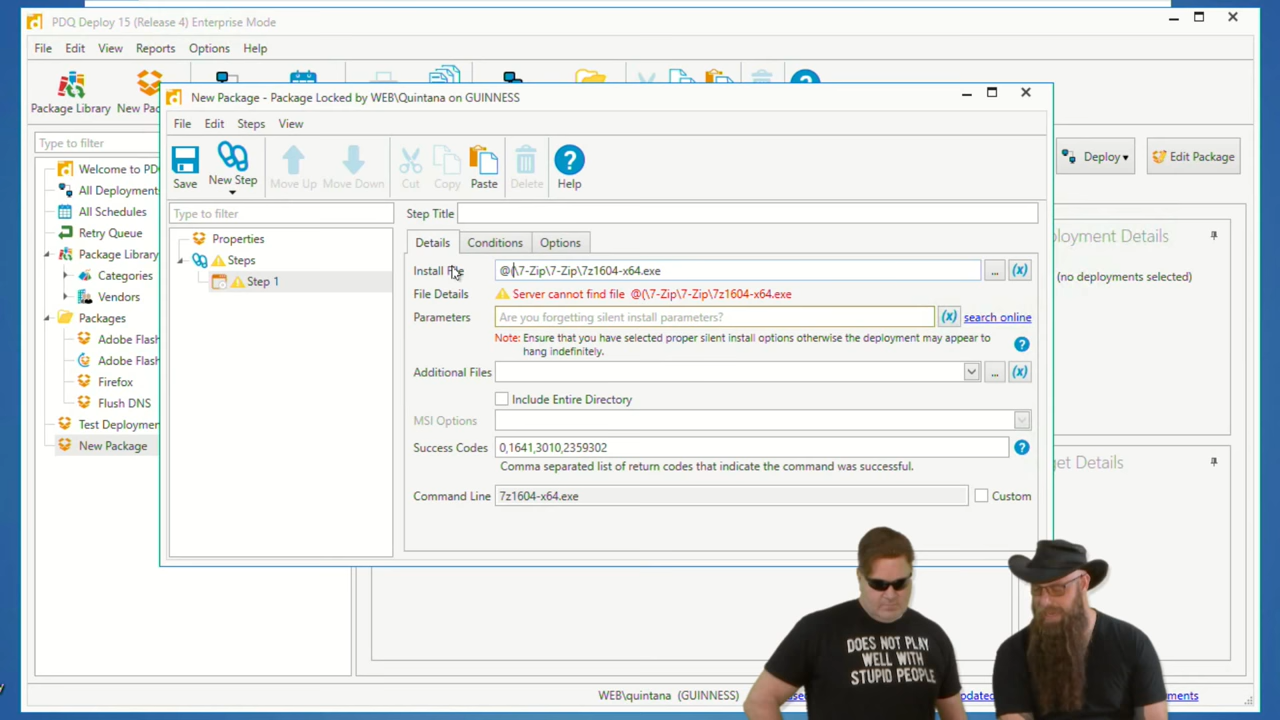 PDQ Deploy 15 (Release 4) Enterprise Mode
File Edit View Reports Options Help
Package Library
New Package - Package Locked by WEB\Quintana on GUINNESS
File Edit Steps View
Save New Step Move Up Move Down Cut Copy Paste Delete Help
Deploy Edit Package
Type to filter
Welcome to PD
All Deployment
All Schedules
Retry Queue
Package Library
Categories
Vendors
Packages
Adobe Flash
Adobe Flash
Firefox
Flush DNS
Test Deploymen
New Package
Type to filter
Properties
Steps
Step 1
Step Title
Details Conditions Options
Install File @(\7-Zip\7-Zip\7z1604-x64.exe ... (x)
File Details Server cannot find file @(\7-Zip\7-Zip\7z1604-x64.exe
Parameters Are you forgetting silent install parameters? (x) search online
Note: Ensure that you have selected proper silent install options otherwise the deployment may appear to
hang indefinitely.
Additional Files ... (x)
Include Entire Directory
MSI Options
Success Codes 0,1641,3010,2359302
Comma separated list of return codes that indicate the command was successful.
Command Line 7z1604-x64.exe Custom
loyment Details
(no deployments selected)
get Details
DOES NOT PLAY
WELL WITH
STUPID PEOPLE
WEB\quintana (GUINNESS)